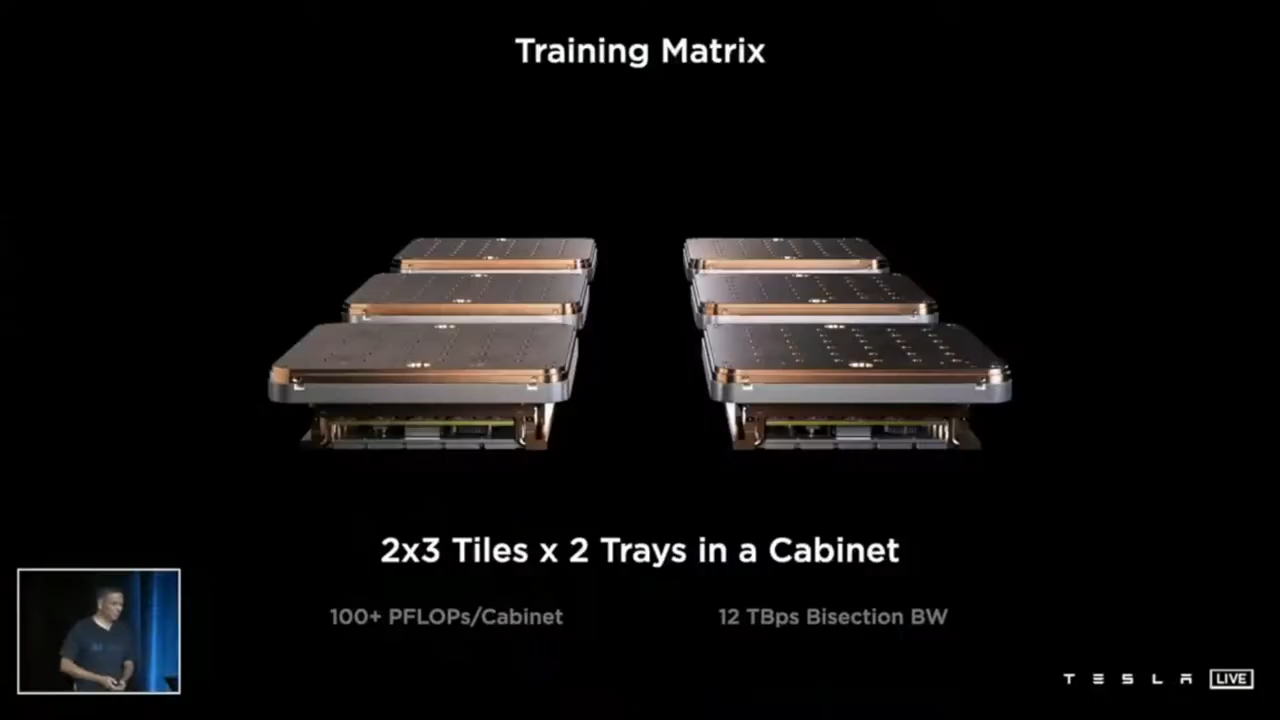 Training Matrix
2x3 Tiles x 2 Trays in a Cabinet
100+ PFLOPs/Cabinet
12 TBps Bisection BW
TESLA LIVE